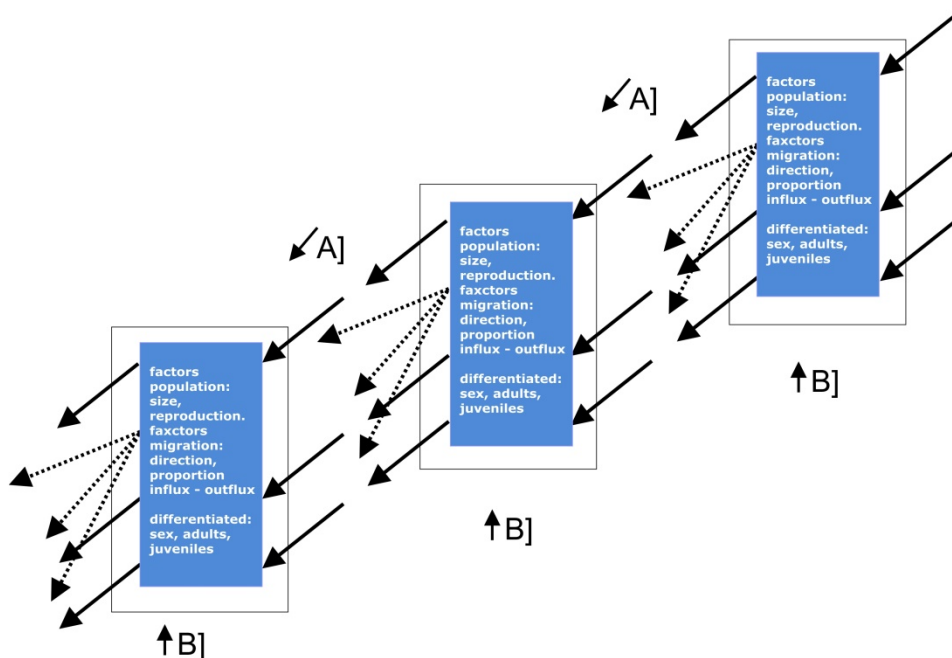 A]
factors
population:
size,
reproduction.
faxctors
migration:
direction,
proportion
influx - outflux
differentiated:
sex, adults,
juveniles
B]
A]
factors
population:
size,
reproduction.
faxctors
migration:
direction,
proportion
influx - outflux
differentiated:
sex, adults,
juveniles
B]
factors
population:
size,
reproduction.
faxctors
migration:
direction,
proportion
influx - outflux
differentiated:
sex, adults,
juveniles
B]